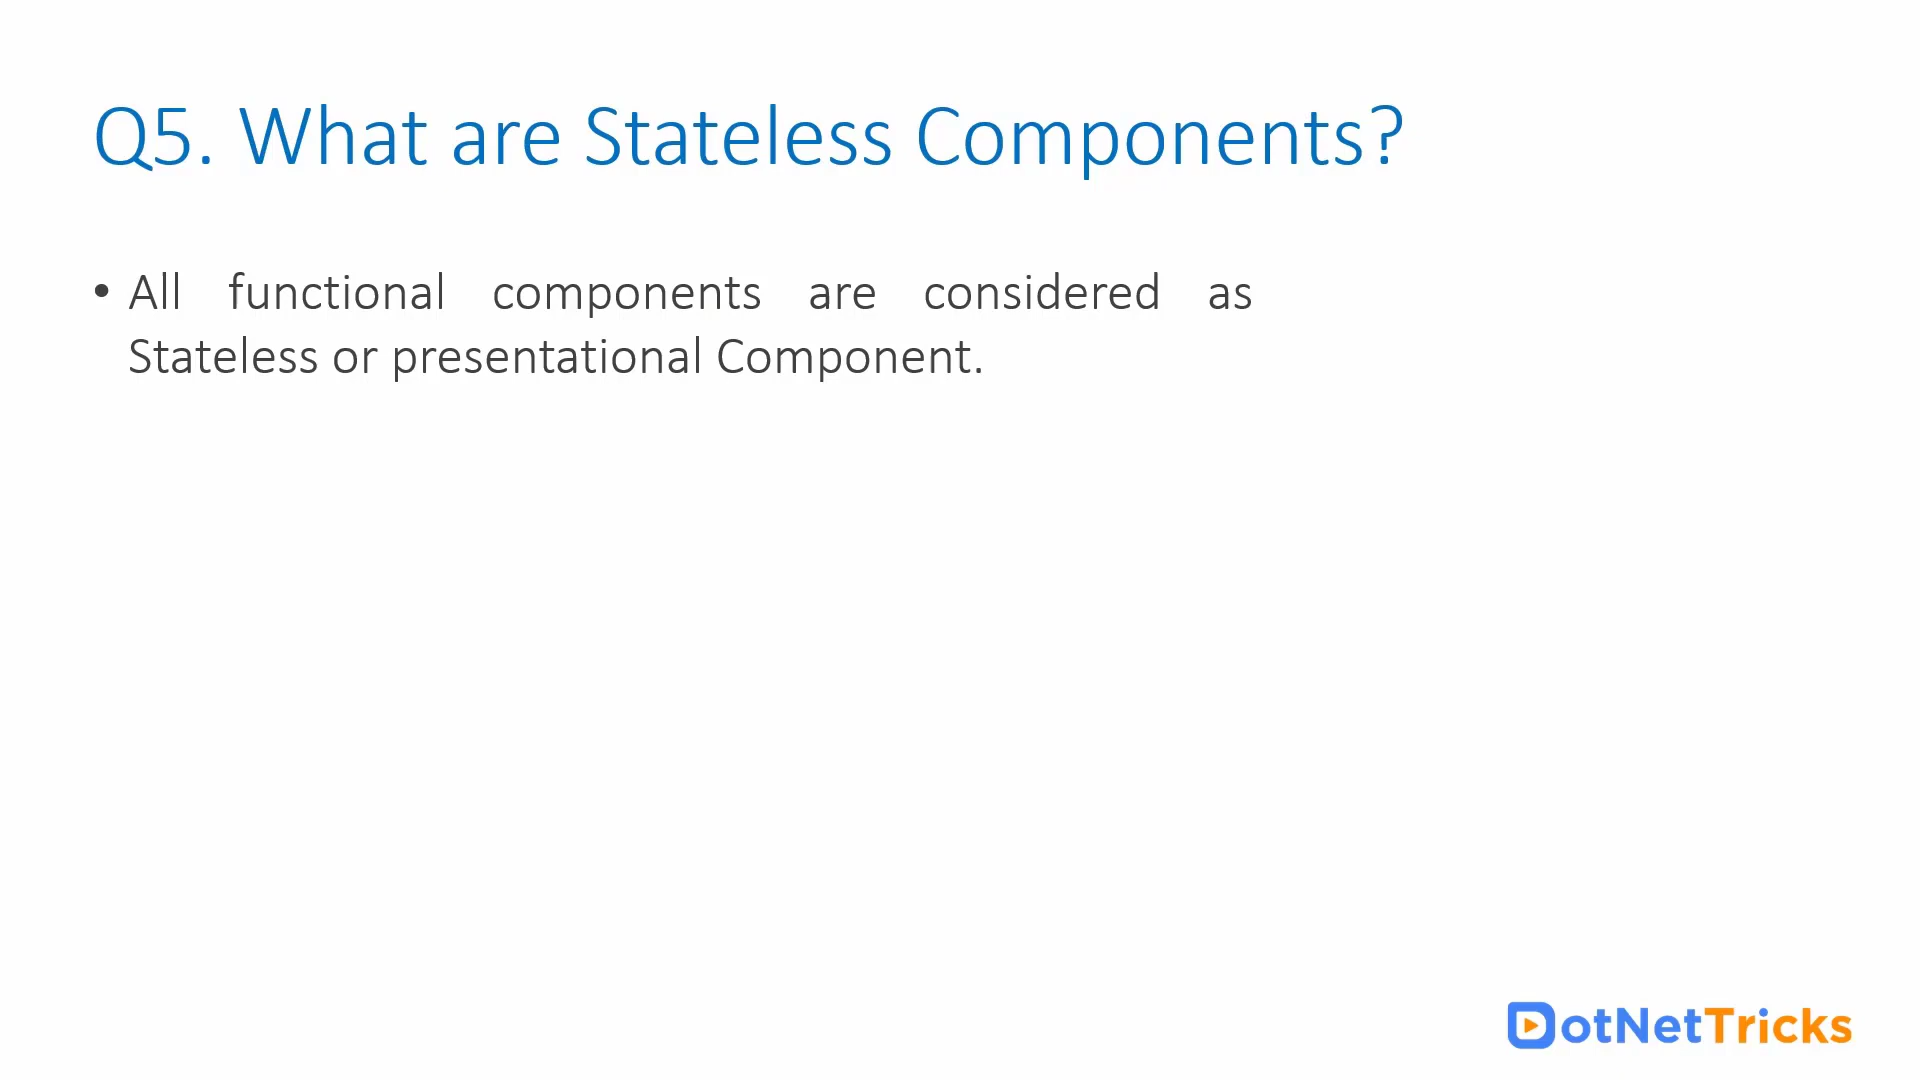 Q5. What are Stateless Components?
• All functional components are considered as
Stateless or presentational Component.
DotNetTricks